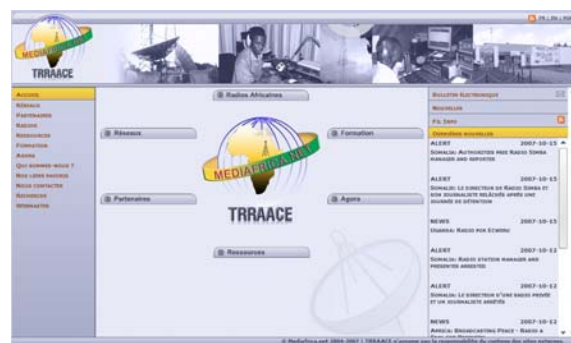 FR | EN |
MEDIAFRICA.NET
TRRAACE
Accueil
Réseaux
Partenaires
Radios
Ressources
Formation
Agora
Qui sommes-nous ?
Nos liens favoris
Nous contacter
Recherche
Webmaster
Radios Africaines
Réseaux
Formation
MEDIAFRICA.NET
TRRAACE
Partenaires
Agora
Ressources
Bulletin Electronique
Nouvelles
Fil Info
Dernières nouvelles
ALERT 2007-10-15
Somalia: Authorities free Radio Simba
manager and reporter
ALERT 2007-10-15
Somalia: Le directeur de Radio Simba et
son journaliste relâchés après une
journée de détention
NEWS 2007-10-15
Uganda: Radio for
ALERT 2007-10-12
Somalia: Radio station manager and
presenter arrested
ALERT 2007-10-12
Somalia: Le directeur d'une radio privée
et un journaliste arrêtés
NEWS 2007-10-12
Africa: Broadcasting Peace - Radio a
© Mediafrica.net 2004-2007 | TRRAACE n'assume pas la responsabilité du contenu des sites externes.